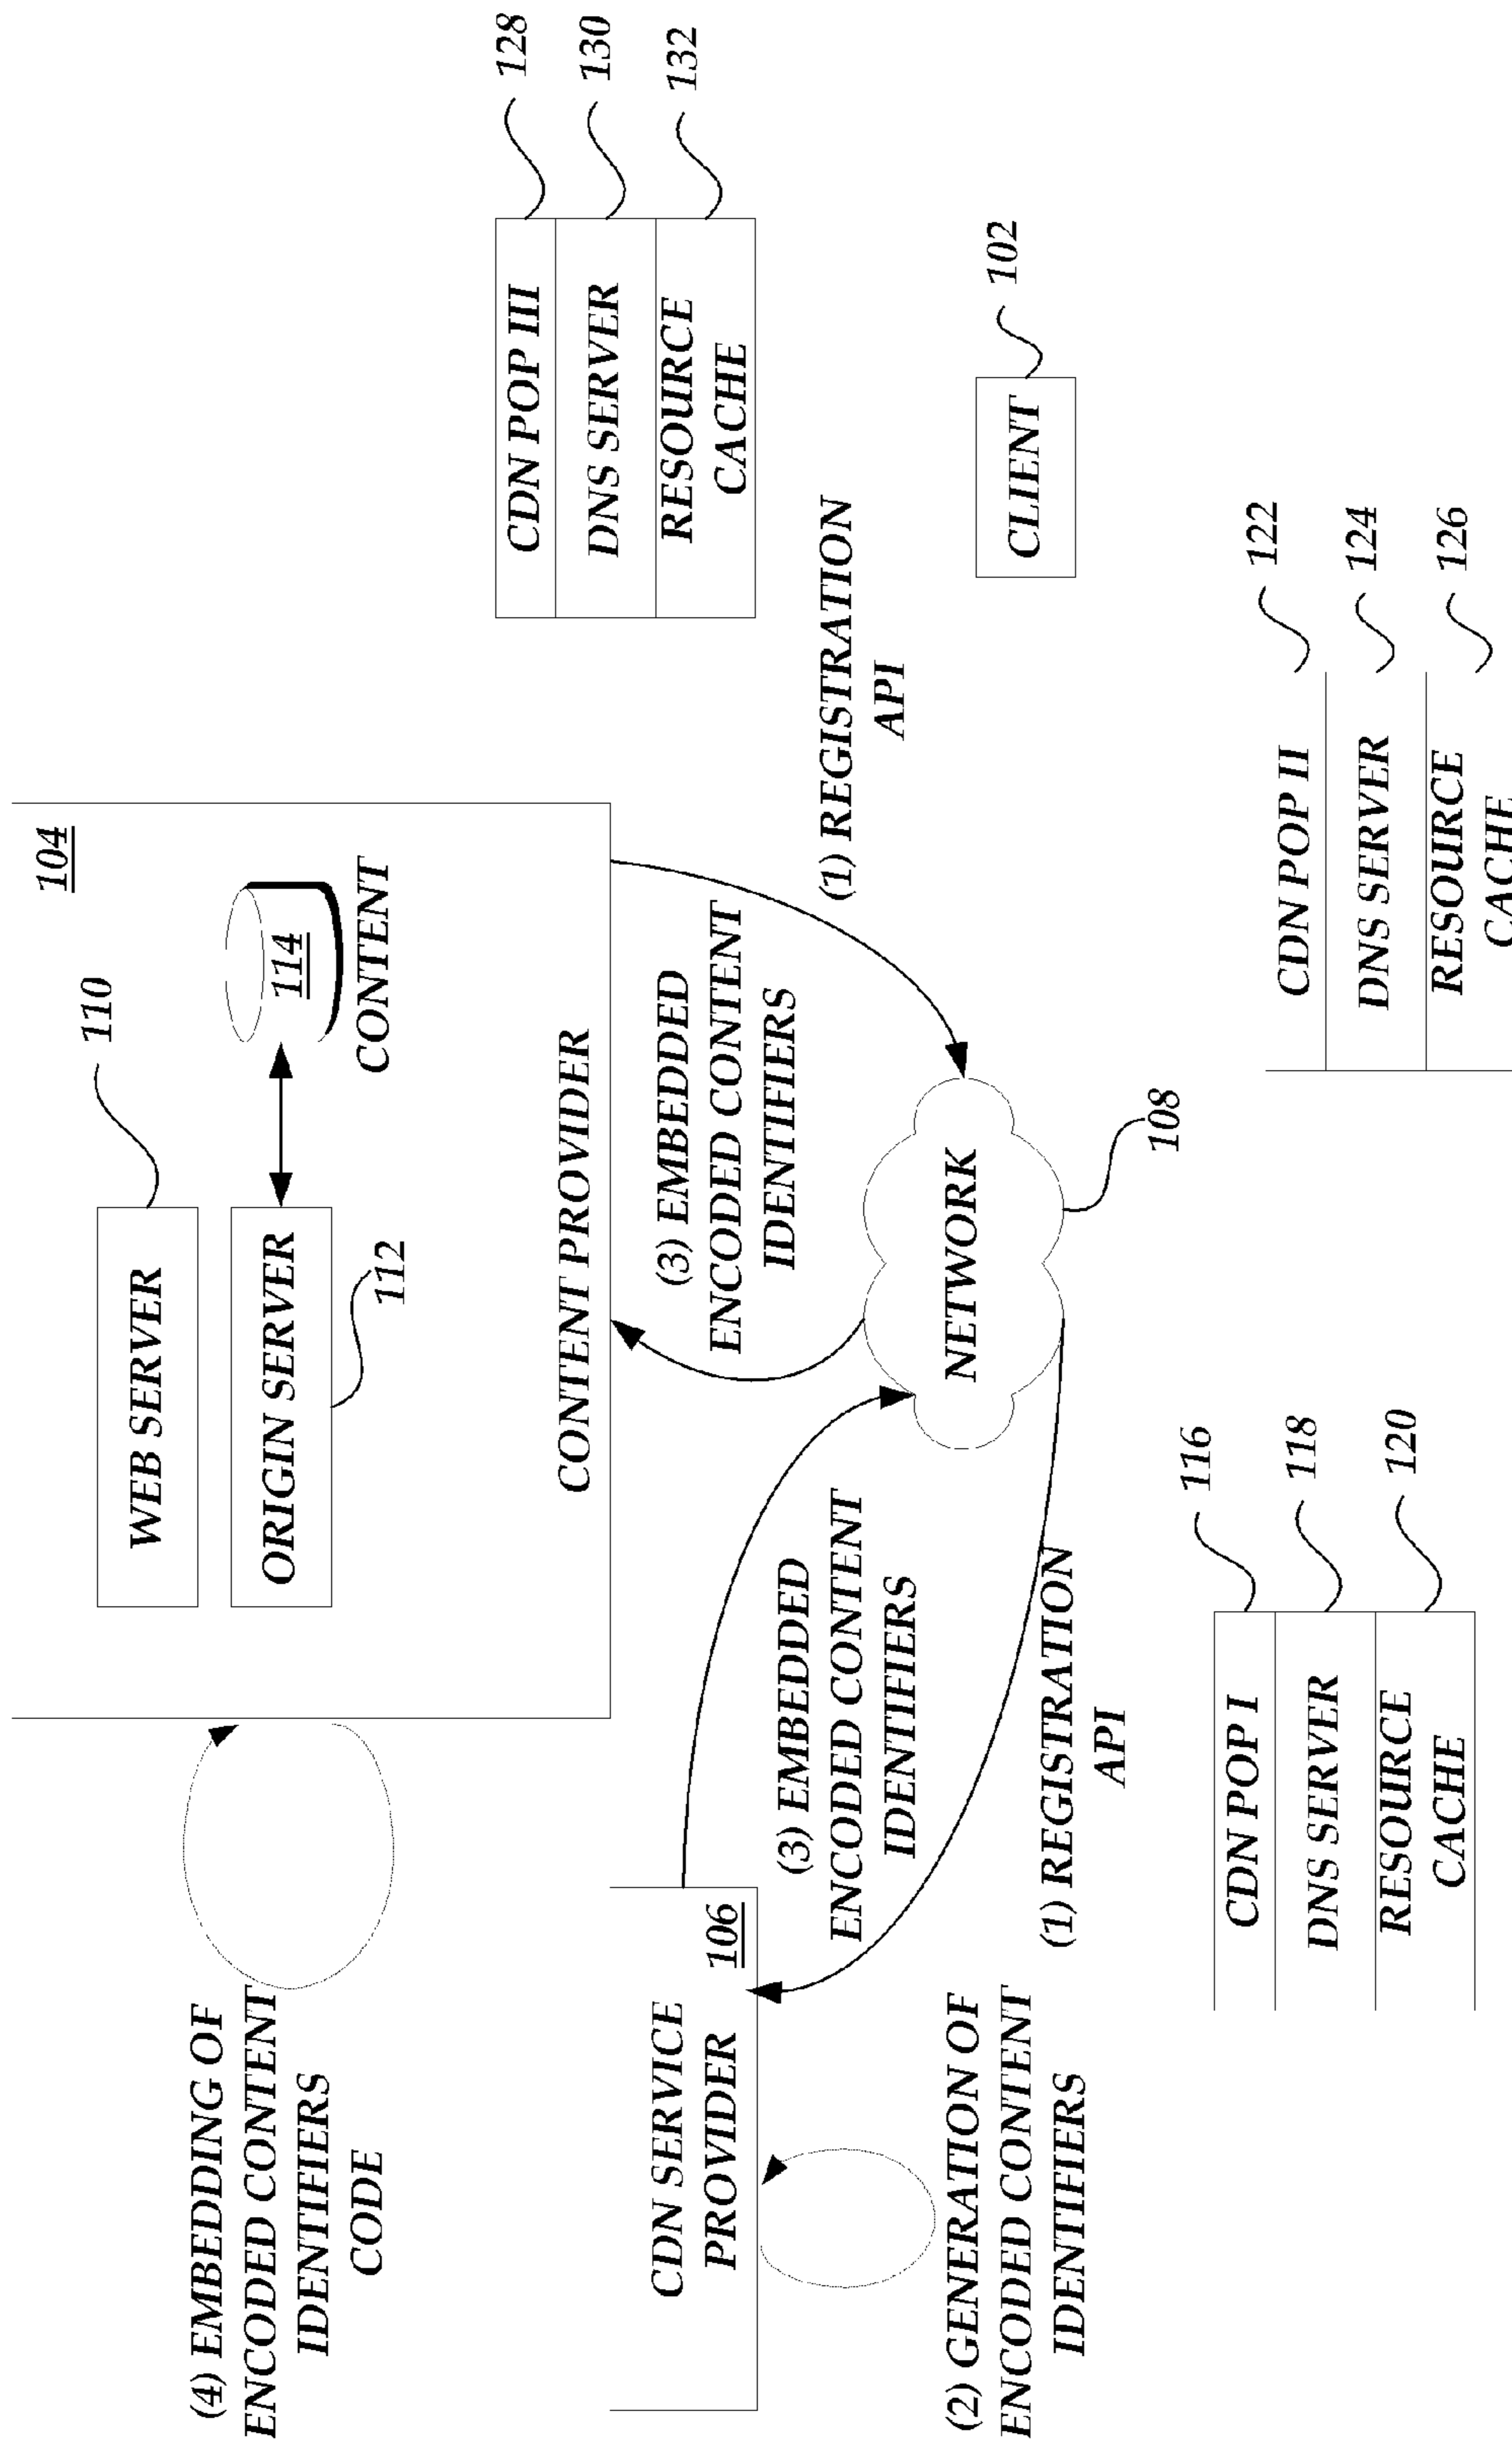 (4) EMBEDDING OF
ENCODED CONTENT
IDENTIFIERS
CODE
104
WEB SERVER
110
ORIGIN SERVER
112
114
CONTENT
CONTENT PROVIDER
CDN SERVICE
PROVIDER
106
(2) GENERATION OF
ENCODED CONTENT
IDENTIFIERS
(3) EMBEDDED
ENCODED CONTENT
IDENTIFIERS
(1) REGISTRATION
API
(3) EMBEDDED
ENCODED CONTENT
IDENTIFIERS
(1) REGISTRATION
API
NETWORK
108
CDN POP III
128
DNS SERVER
130
RESOURCE
CACHE
132
CLIENT
102
CDN POP I
116
DNS SERVER
118
RESOURCE
CACHE
120
CDN POP II
122
DNS SERVER
124
RESOURCE
CACHE
126